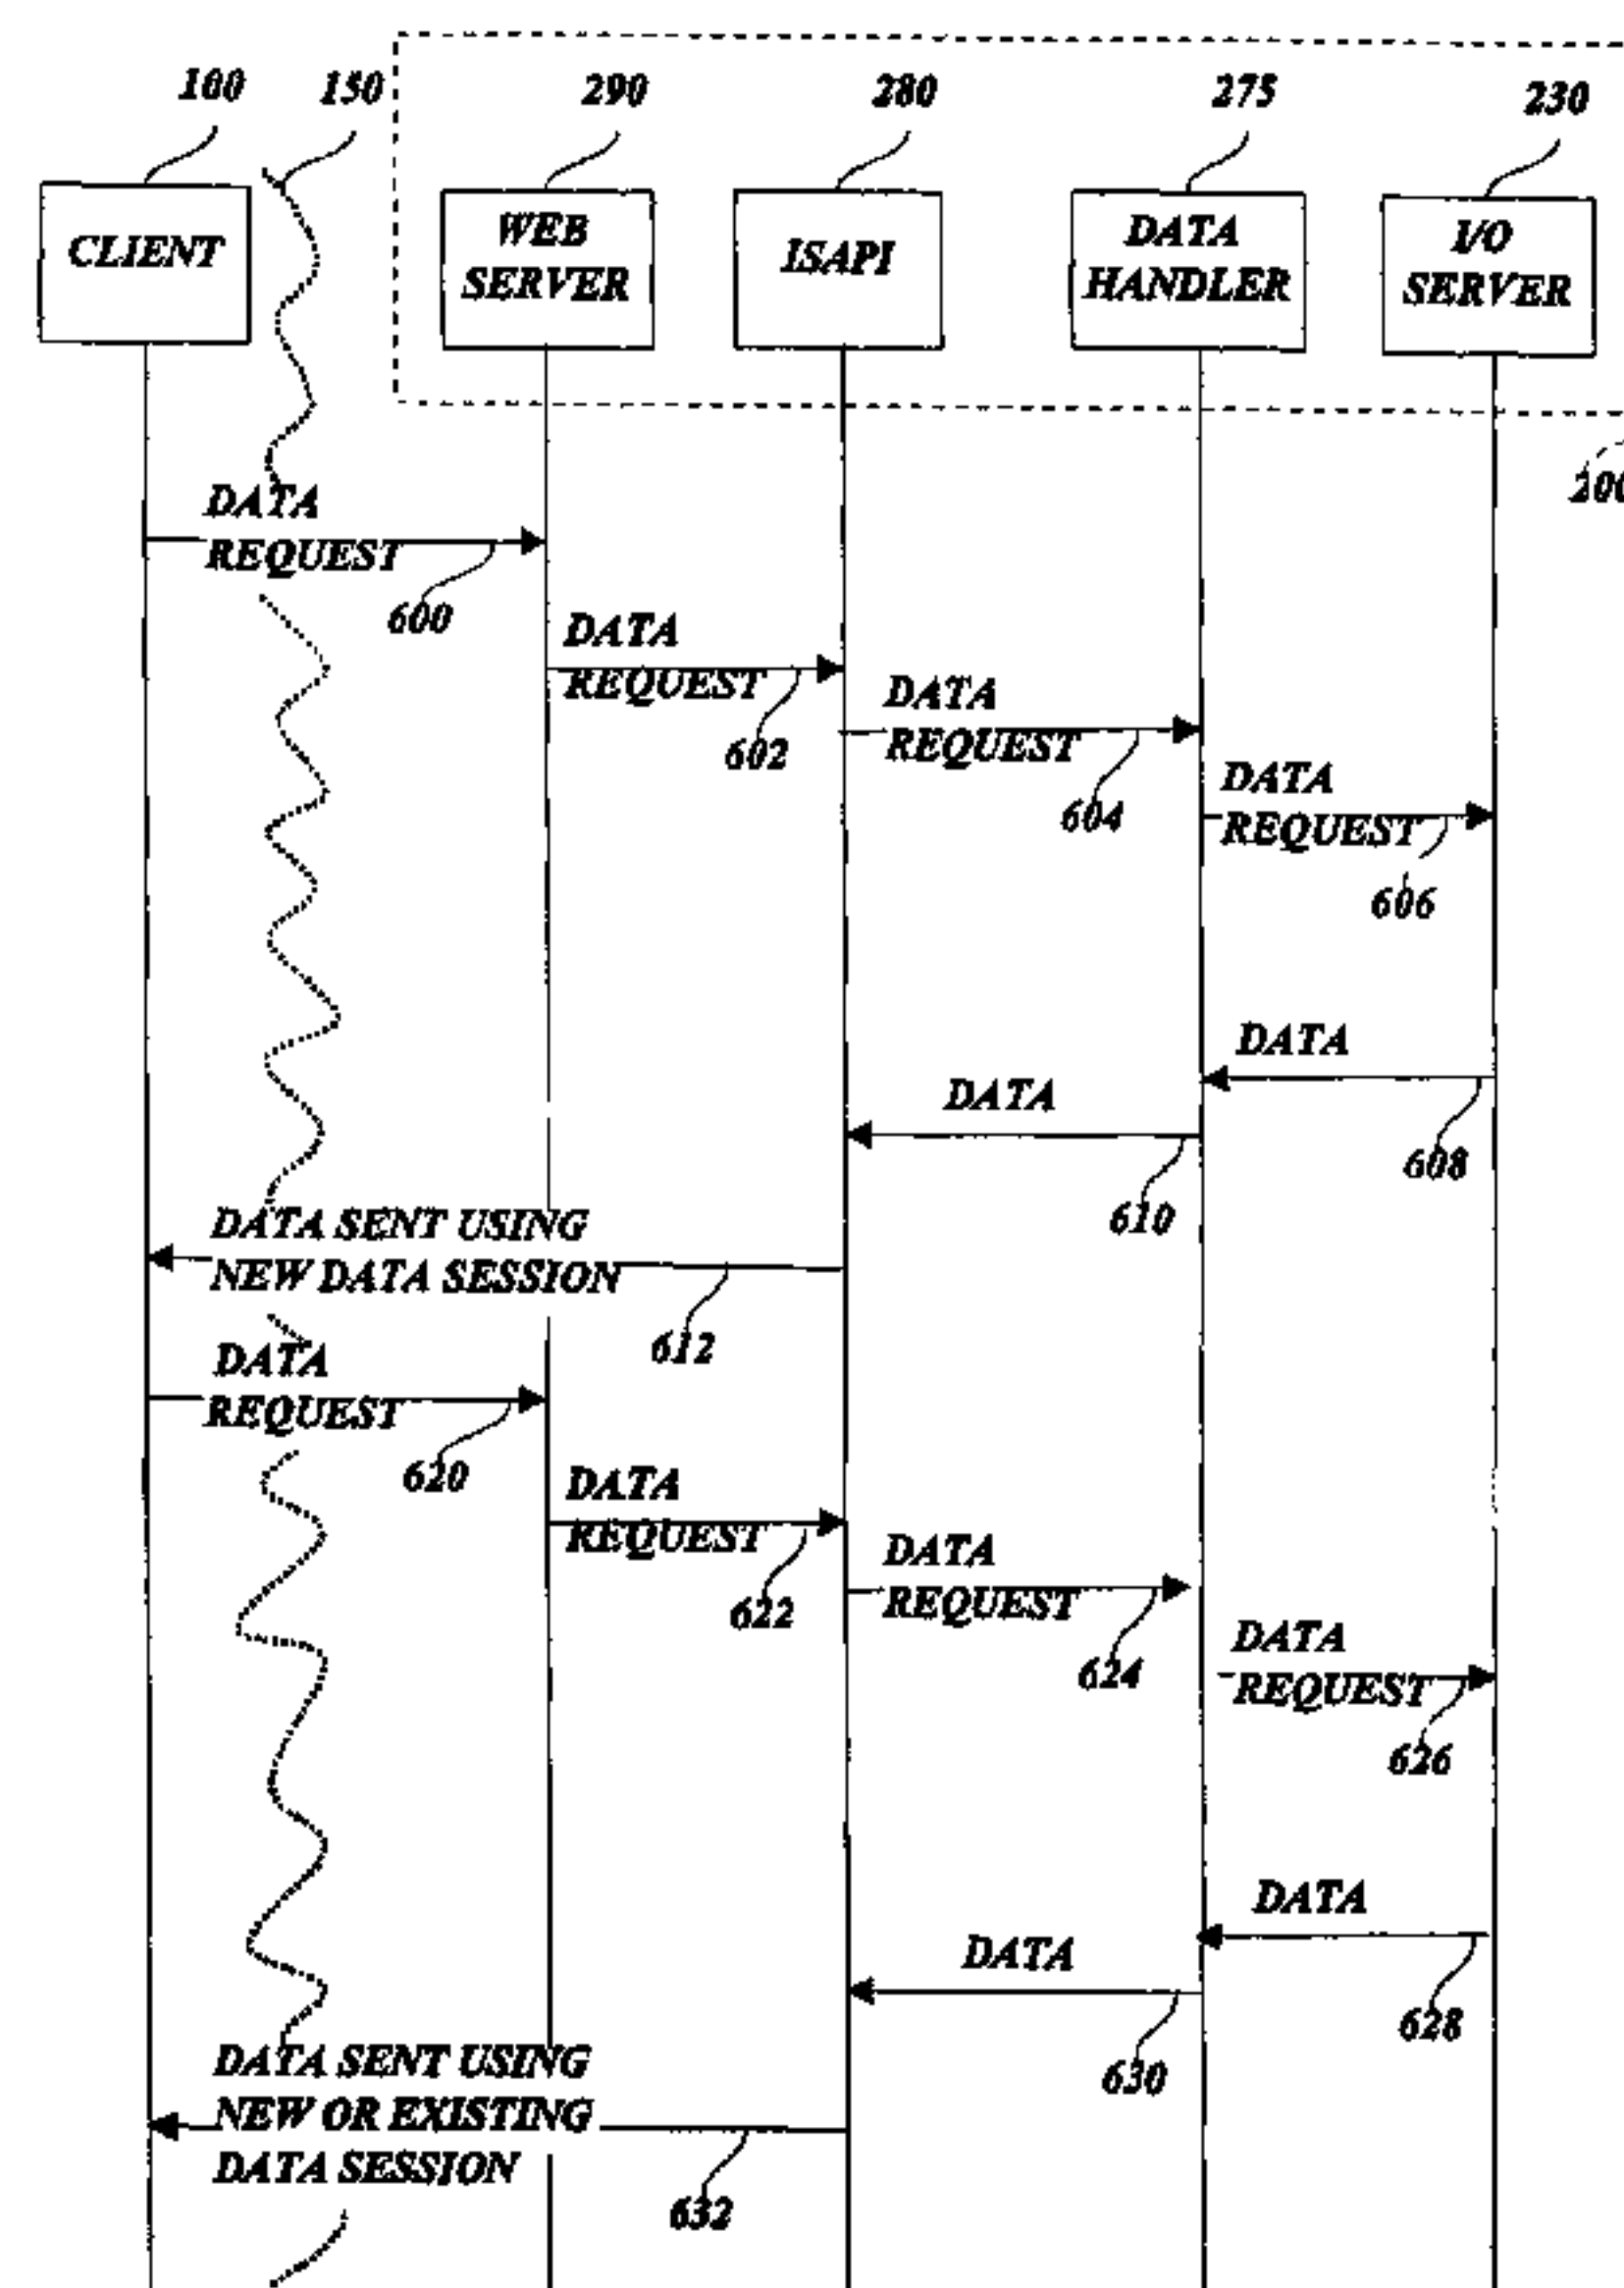 100
150
290
280
275
230
CLIENT
WEB
SERVER
ISAPI
DATA
HANDLER
I/O
SERVER
200
DATA
REQUEST
600
DATA
REQUEST
602
DATA
REQUEST
604
DATA
REQUEST
606
DATA
608
DATA
610
DATA SENT USING
NEW DATA SESSION
612
DATA
REQUEST
620
DATA
REQUEST
622
DATA
REQUEST
624
DATA
REQUEST
626
DATA
628
DATA
630
DATA SENT USING
NEW OR EXISTING
DATA SESSION
632